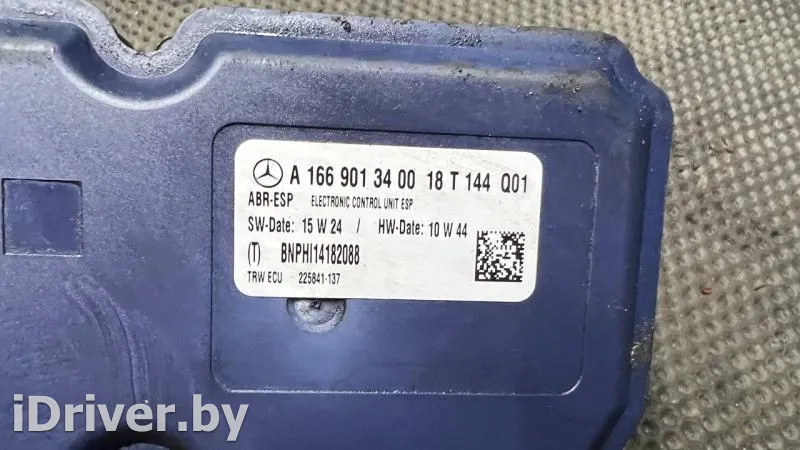 A 166 901 34 00 18 T 144 Q01
ABR-ESP ELECTRONIC CONTROL UNIT ESP
SW-Date: 15 W 24 / HW-Date: 10 W 44
(T) BNPHI14182088
TRW ECU 225841-137
iDriver.by